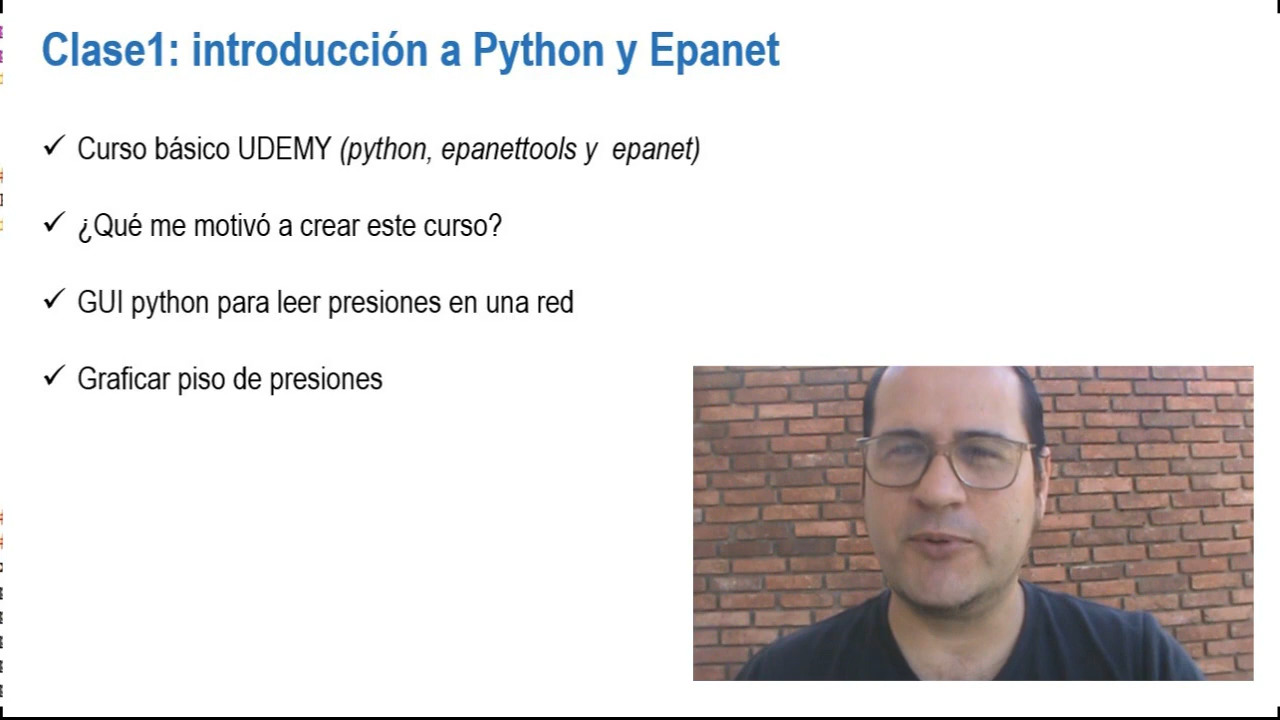 Clase1: introducción a Python y Epanet
✓ Curso básico UDEMY (python, epanettools y epanet)
✓ ¿Qué me motivó a crear este curso?
✓ GUI python para leer presiones en una red
✓ Graficar piso de presiones